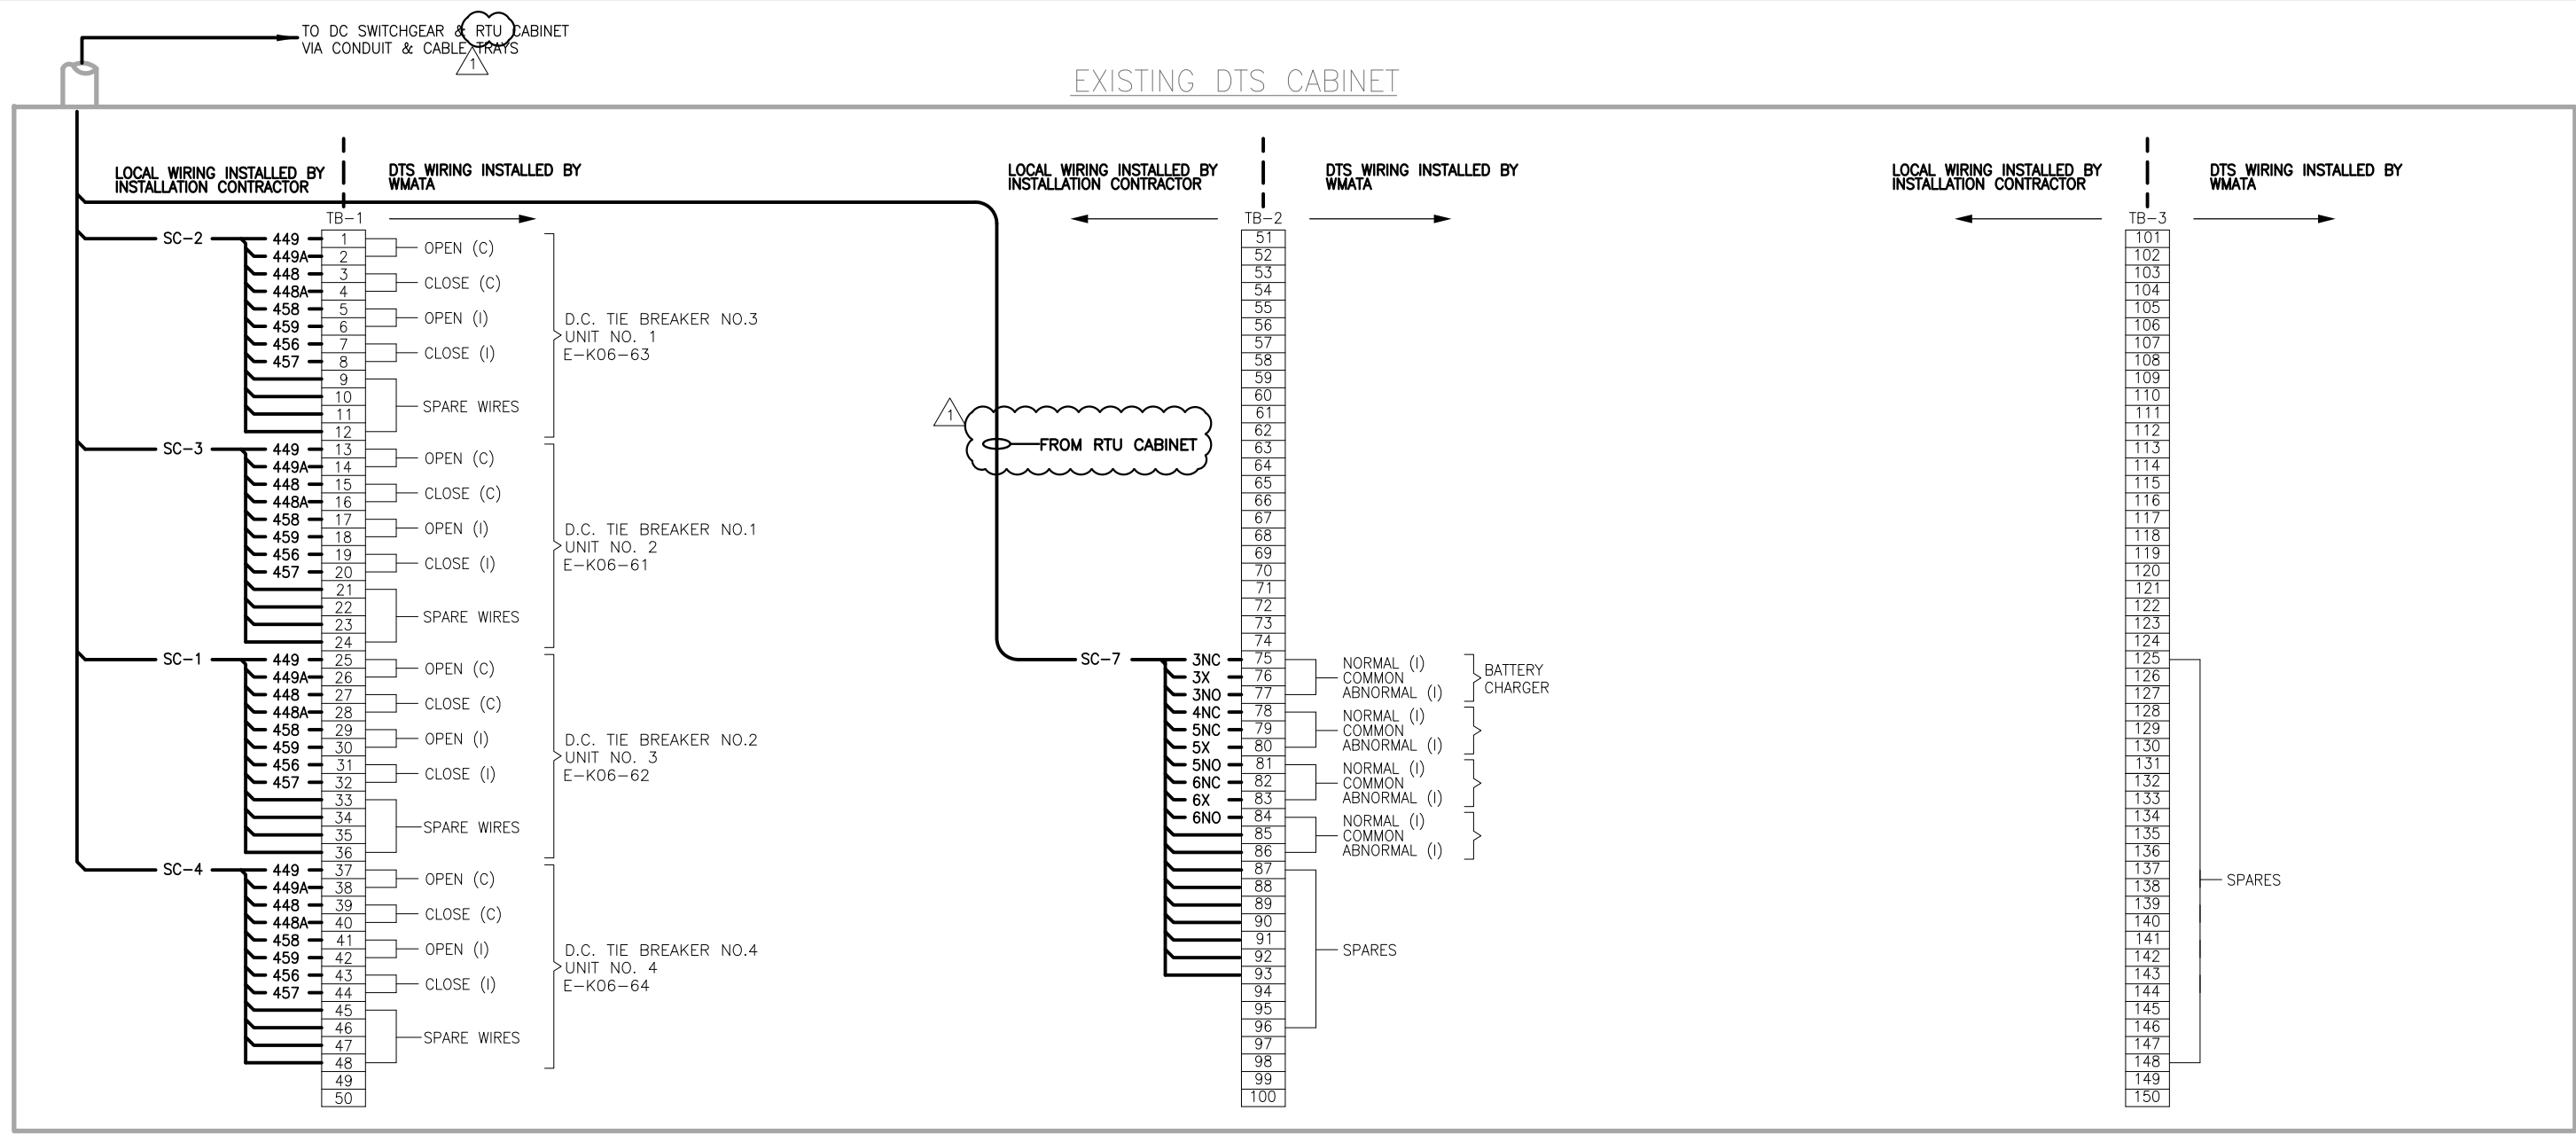 TO DC SWITCHGEAR & RTU CABINET
VIA CONDUIT & CABLE TRAYS
1
EXISTING DTS CABINET
LOCAL WIRING INSTALLED BY
INSTALLATION CONTRACTOR
DTS WIRING INSTALLED BY
WMATA
TB-1
SC-2
449 1
449A 2
OPEN (C)
448 3
448A 4
CLOSE (C)
458 5
459 6
OPEN (I)
456 7
457 8
CLOSE (I)
9
10
11
12
SPARE WIRES
D.C. TIE BREAKER NO.3
UNIT NO. 1
E-K06-63
SC-3
449 13
449A 14
OPEN (C)
448 15
448A 16
CLOSE (C)
458 17
459 18
OPEN (I)
456 19
457 20
CLOSE (I)
21
22
23
24
SPARE WIRES
D.C. TIE BREAKER NO.1
UNIT NO. 2
E-K06-61
SC-1
449 25
449A 26
OPEN (C)
448 27
448A 28
CLOSE (C)
458 29
459 30
OPEN (I)
456 31
457 32
CLOSE (I)
33
34
35
36
SPARE WIRES
D.C. TIE BREAKER NO.2
UNIT NO. 3
E-K06-62
SC-4
449 37
449A 38
OPEN (C)
448 39
448A 40
CLOSE (C)
458 41
459 42
OPEN (I)
456 43
457 44
CLOSE (I)
45
46
47
48
SPARE WIRES
D.C. TIE BREAKER NO.4
UNIT NO. 4
E-K06-64
49
50
LOCAL WIRING INSTALLED BY
INSTALLATION CONTRACTOR
DTS WIRING INSTALLED BY
WMATA
TB-2
51
52
53
54
55
56
57
58
59
60
61
62
63
64
65
66
67
68
69
70
71
72
73
74
1
FROM RTU CABINET
SC-7
3NC 75
3X 76
3NO 77
NORMAL (I)
COMMON
ABNORMAL (I)
BATTERY
CHARGER
4NC 78
5NC 79
5X 80
NORMAL (I)
COMMON
ABNORMAL (I)
5NO 81
6NC 82
6X 83
NORMAL (I)
COMMON
ABNORMAL (I)
6NO 84
85
86
NORMAL (I)
COMMON
ABNORMAL (I)
87
88
89
90
91
92
93
94
95
96
SPARES
97
98
99
100
LOCAL WIRING INSTALLED BY
INSTALLATION CONTRACTOR
DTS WIRING INSTALLED BY
WMATA
TB-3
101
102
103
104
105
106
107
108
109
110
111
112
113
114
115
116
117
118
119
120
121
122
123
124
125
126
127
128
129
130
131
132
133
134
135
136
137
138
139
140
141
142
143
144
145
146
147
148
SPARES
149
150